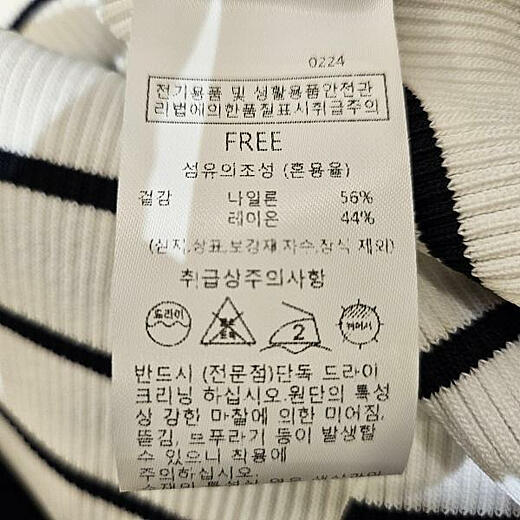 0224
전기용품 및 생활용품안전관
리법에의한품질표시취급주의
FREE
섬유의조성 (혼용율)
겉감 나일론 56%
레이온 44%
(심지,상표,보강재,자수,장식 제외)
취급상주의사항
드라이
2
반드시 (전문점)단독 드라이
크리닝 하십시오.원단의 특성
상 강한 마찰에 의한 미어짐,
뜯김, 보푸라기 등이 발생할
수 있으니 착용에
주의하십시오.